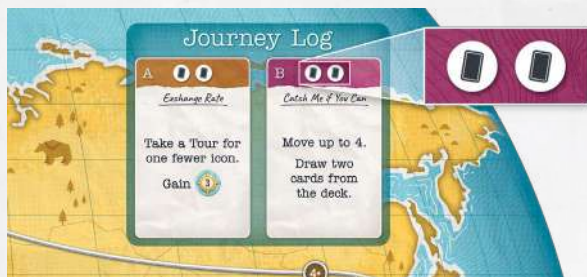 Journey Log
A
Exchange Rate
Take a Tour for
one fewer icon.
Gain 3
B
Catch Me if You Can
Move up to 4.
Draw two
cards from
the deck.
4+